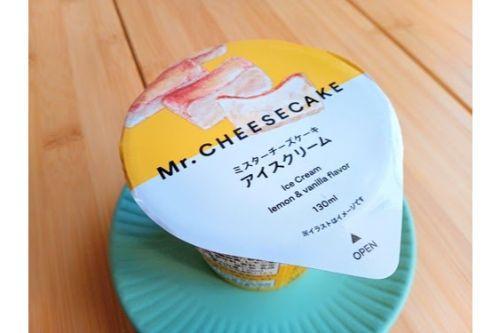 Mr. CHEESECAKE
ミスターチーズケーキ
アイスクリーム
Ice Cream
lemon & vanilla flavor
130ml
※イラストはイメージです
▲
OPEN